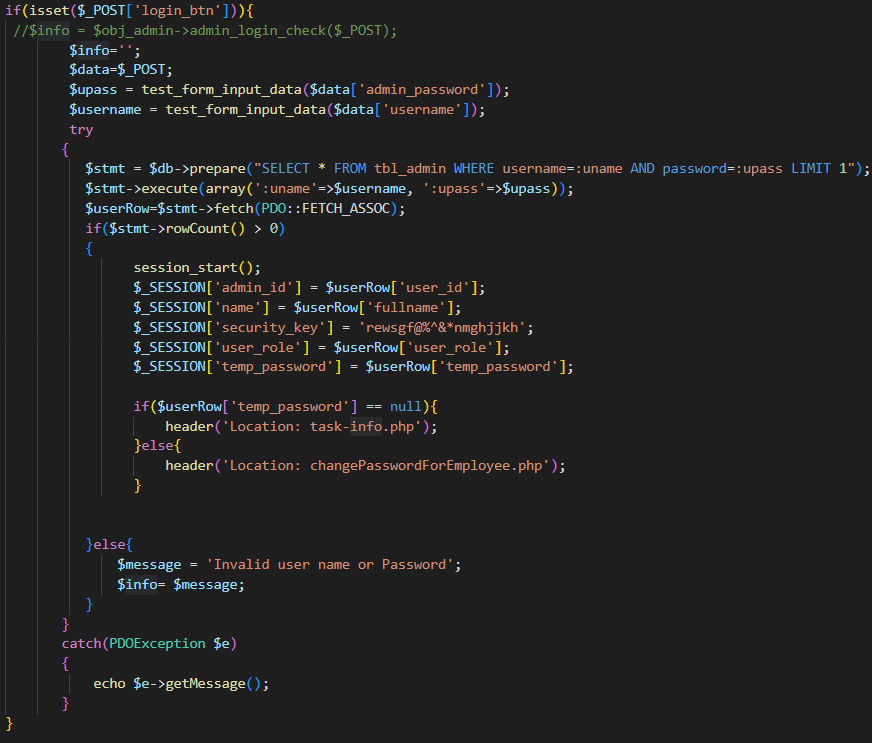 if(isset($_POST['login_btn'])){
//$info = $obj_admin->admin_login_check($_POST);
$info='';
$data=$_POST;
$upass = test_form_input_data($data['admin_password']);
$username = test_form_input_data($data['username']);
try
{
$stmt = $db->prepare("SELECT * FROM tbl_admin WHERE username=:uname AND password=:upass LIMIT 1");
$stmt->execute(array(':uname'=>$username, ':upass'=>$upass));
$userRow=$stmt->fetch(PDO::FETCH_ASSOC);
if($stmt->rowCount() > 0)
{
session_start();
$_SESSION['admin_id'] = $userRow['user_id'];
$_SESSION['name'] = $userRow['fullname'];
$_SESSION['security_key'] = 'rewsgf@%^&*nmghjjkh';
$_SESSION['user_role'] = $userRow['user_role'];
$_SESSION['temp_password'] = $userRow['temp_password'];
if($userRow['temp_password'] == null){
header('Location: task-info.php');
}else{
header('Location: changePasswordForEmployee.php');
}
}else{
$message = 'Invalid user name or Password';
$info= $message;
}
}
catch(PDOException $e)
{
echo $e->getMessage();
}
}